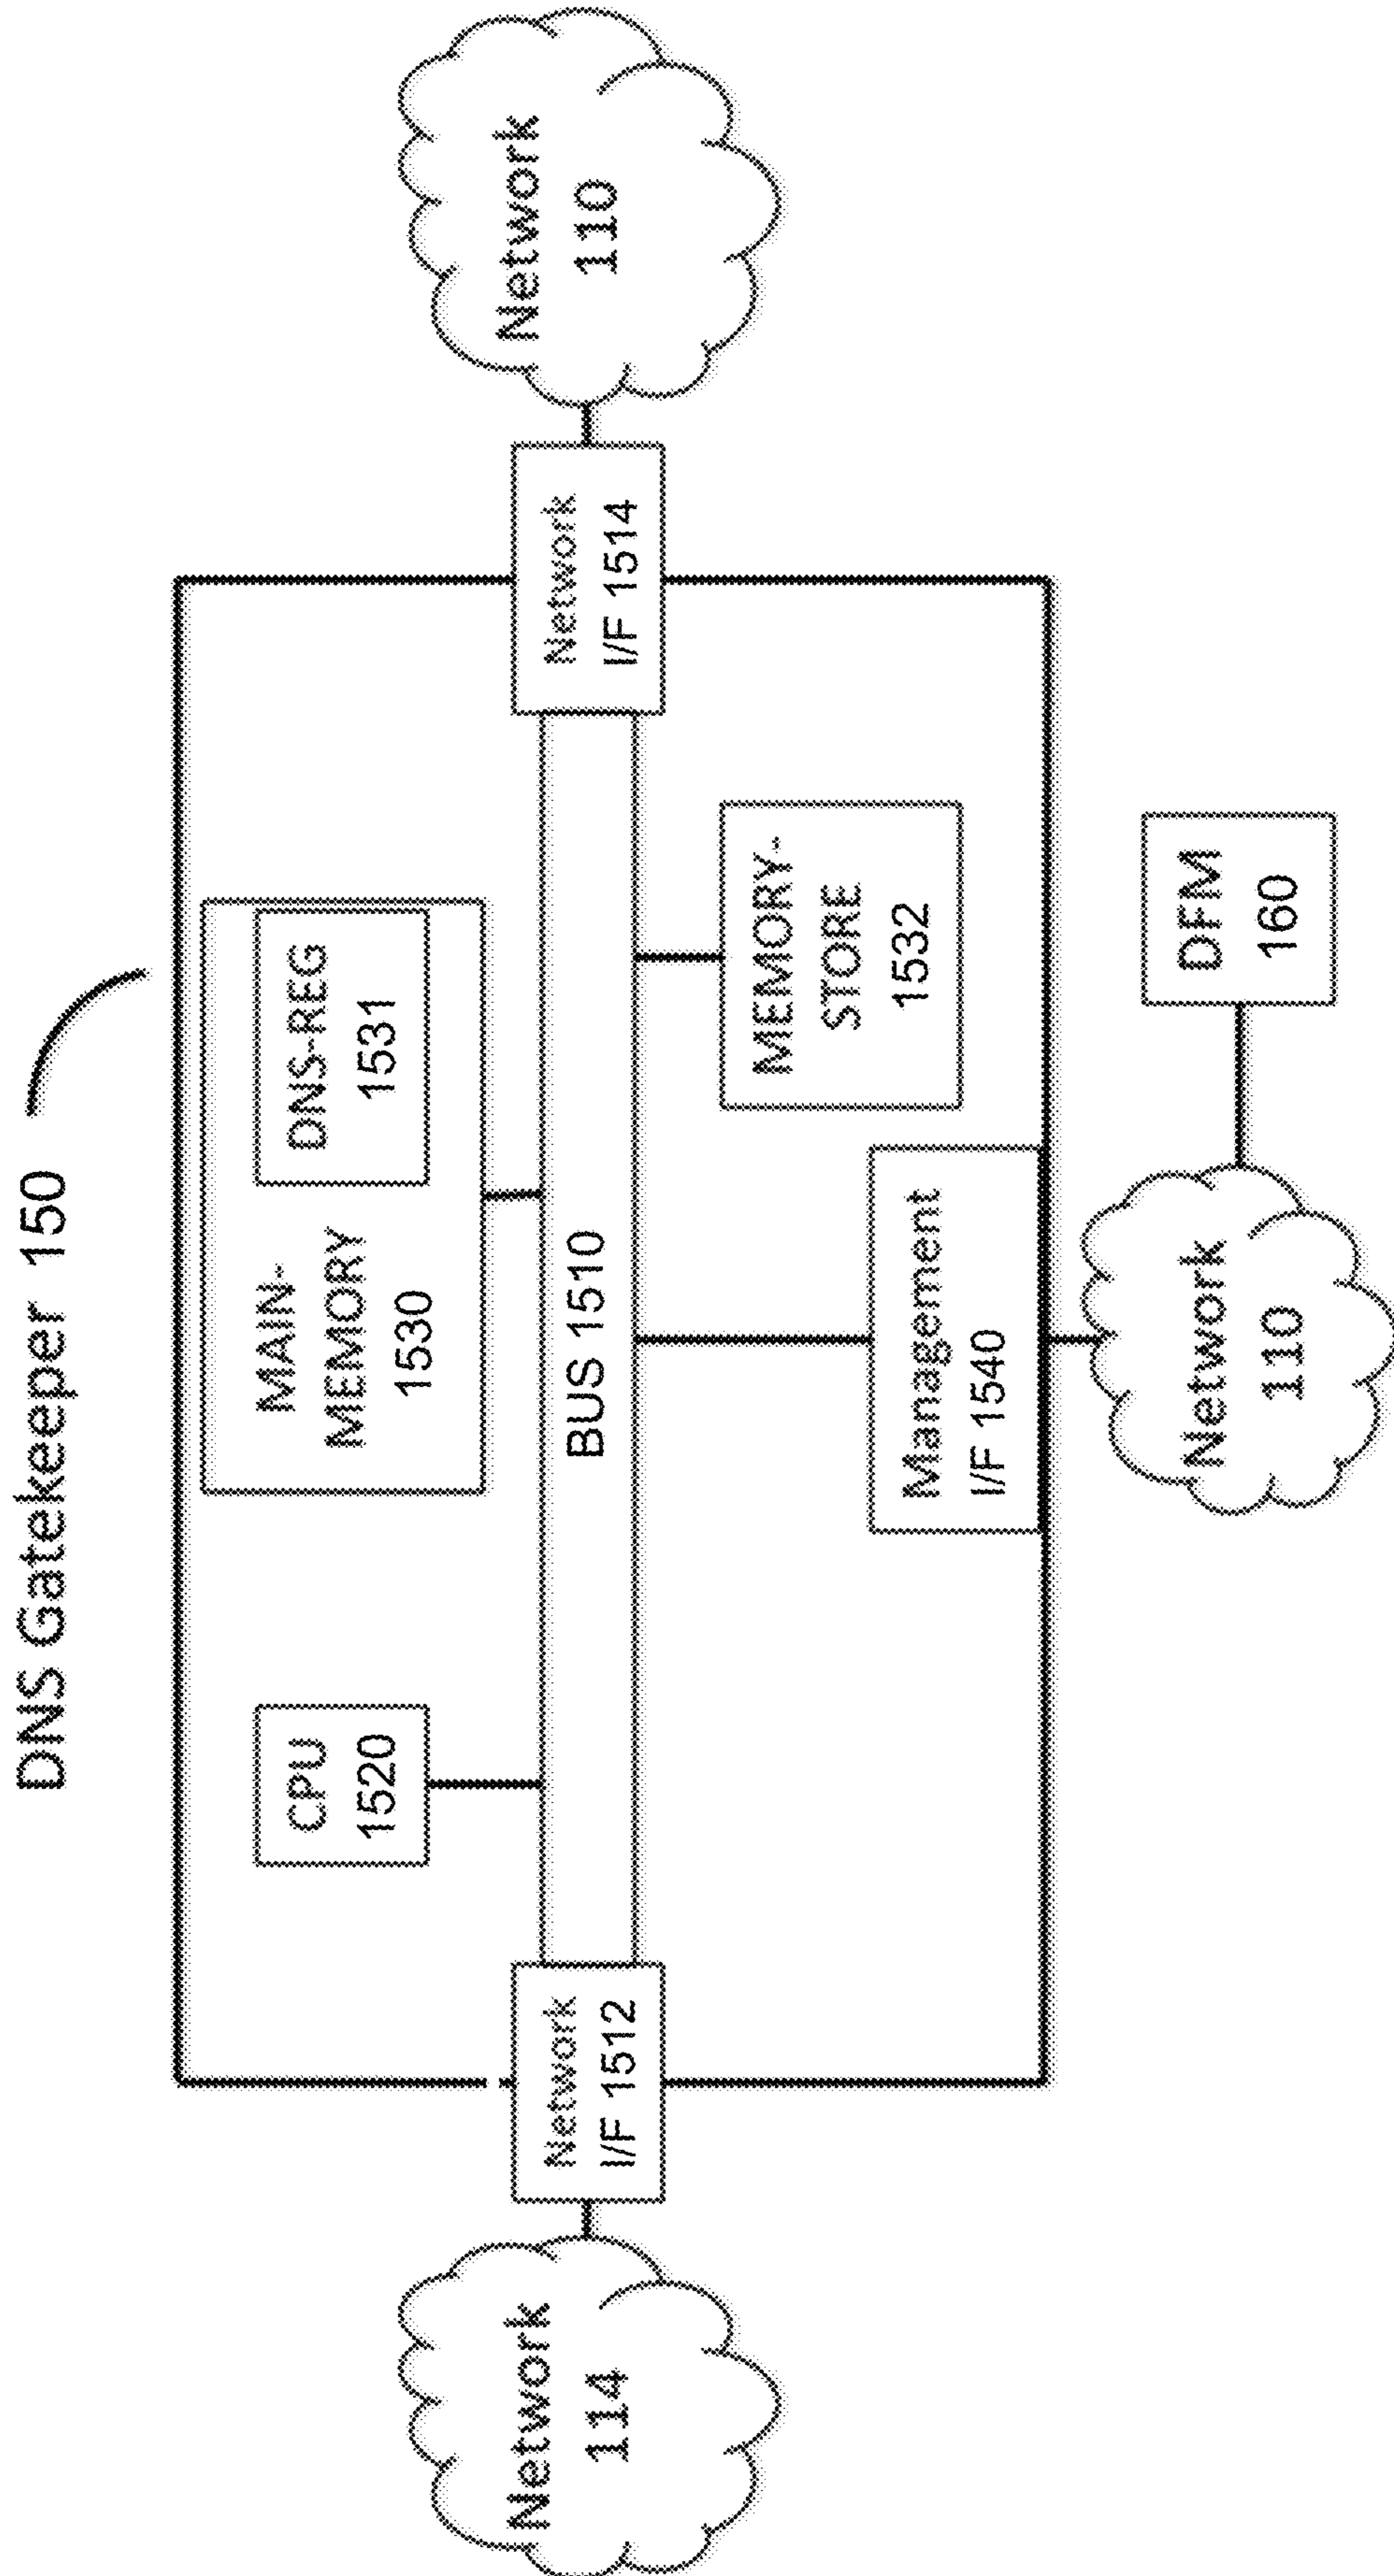 DNS Gatekeeper 150
CPU
1520
MAIN-
MEMORY
1530
DNS-REG
1531
Network
114
Network
I/F 1512
BUS 1510
Network
I/F 1514
Network
110
Management
I/F 1540
MEMORY-
STORE
1532
Network
110
DFM
160